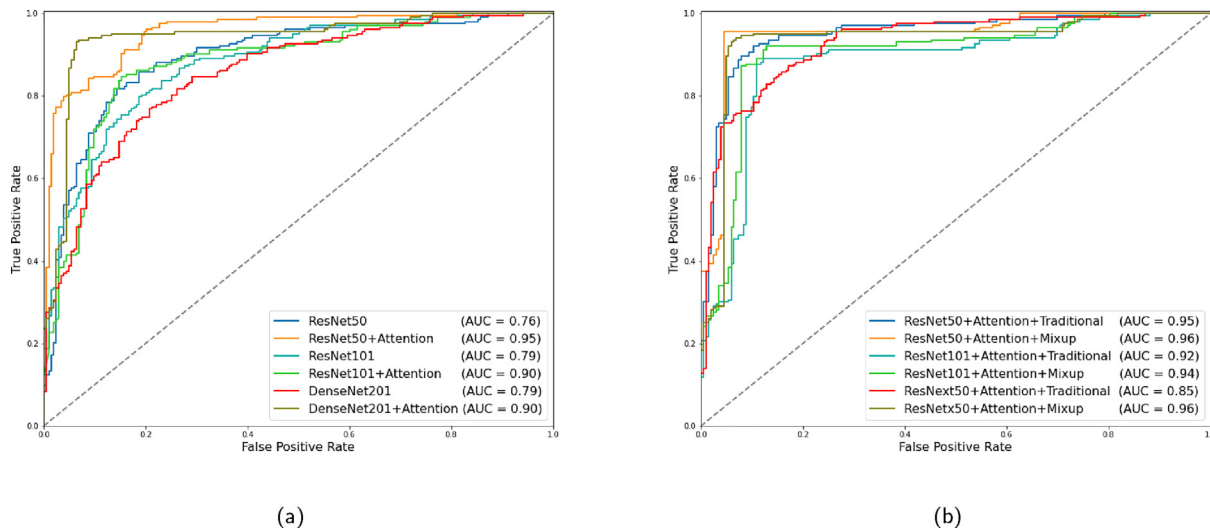 1.0
0.8
0.6
0.4
0.2
0.0
True Positive Rate
ResNet50 (AUC = 0.76)
ResNet50+Attention (AUC = 0.95)
ResNet101 (AUC = 0.79)
ResNet101+Attention (AUC = 0.90)
DenseNet201 (AUC = 0.79)
DenseNet201+Attention (AUC = 0.90)
0.0 0.2 0.4 0.6 0.8 1.0
False Positive Rate
(a)
1.0
0.8
0.6
0.4
0.2
0.0
True Positive Rate
ResNet50+Attention+Traditional (AUC = 0.95)
ResNet50+Attention+Mixup (AUC = 0.96)
ResNet101+Attention+Traditional (AUC = 0.92)
ResNet101+Attention+Mixup (AUC = 0.94)
ResNext50+Attention+Traditional (AUC = 0.85)
ResNetx50+Attention+Mixup (AUC = 0.96)
0.0 0.2 0.4 0.6 0.8 1.
False Positive Rate
(b)